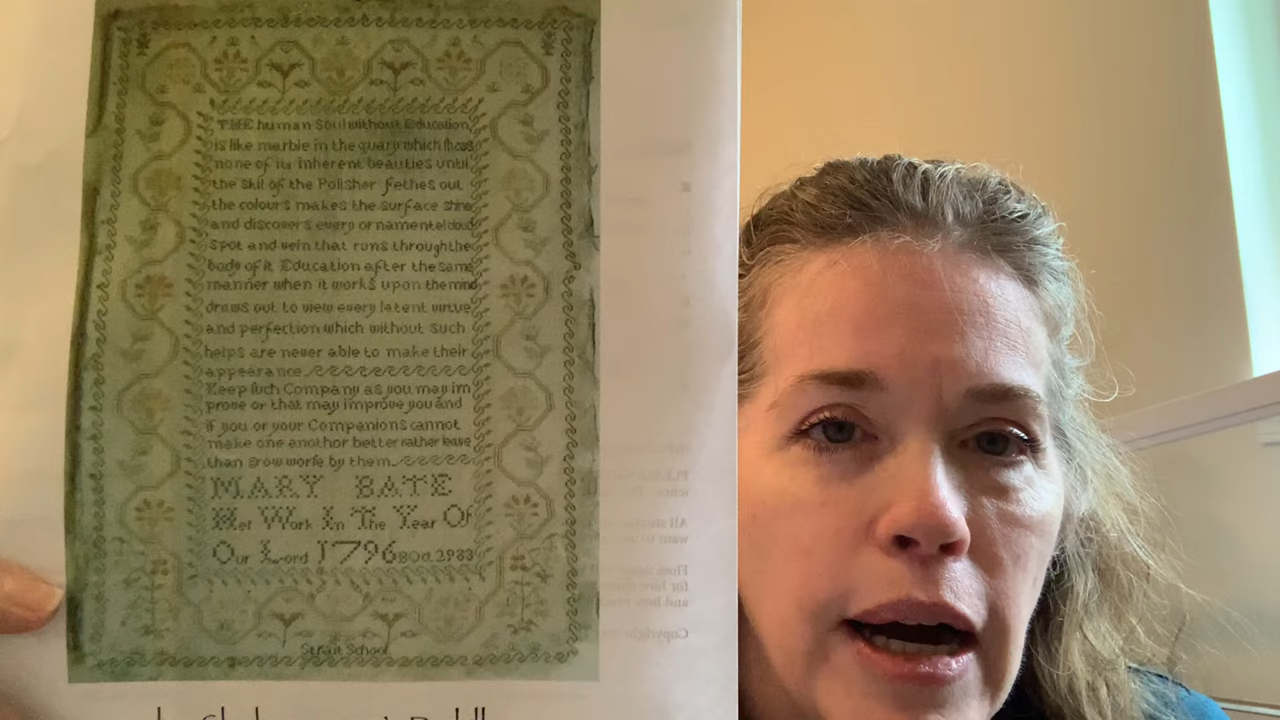 THE human Soul without Education
is like marble in the quary which shows
none of its inherent beauties until
the skil of the Polisher fethes out
the colours makes the surface shine
and discovers every ornamental cloud
Spot and vein that runs through the
body of it Education after the same
manner when it works upon the mind
draws out to view every latent virtue
and perfection which without such
helps are never able to make their
appearance
Keep such Company as you may im
prove or that may improve you and
if you or your Companions cannot
make one anothor better rather leave
than grow worse by them
MARY BATE
Her Work In The Year Of
Our Lord 1796
Strait School